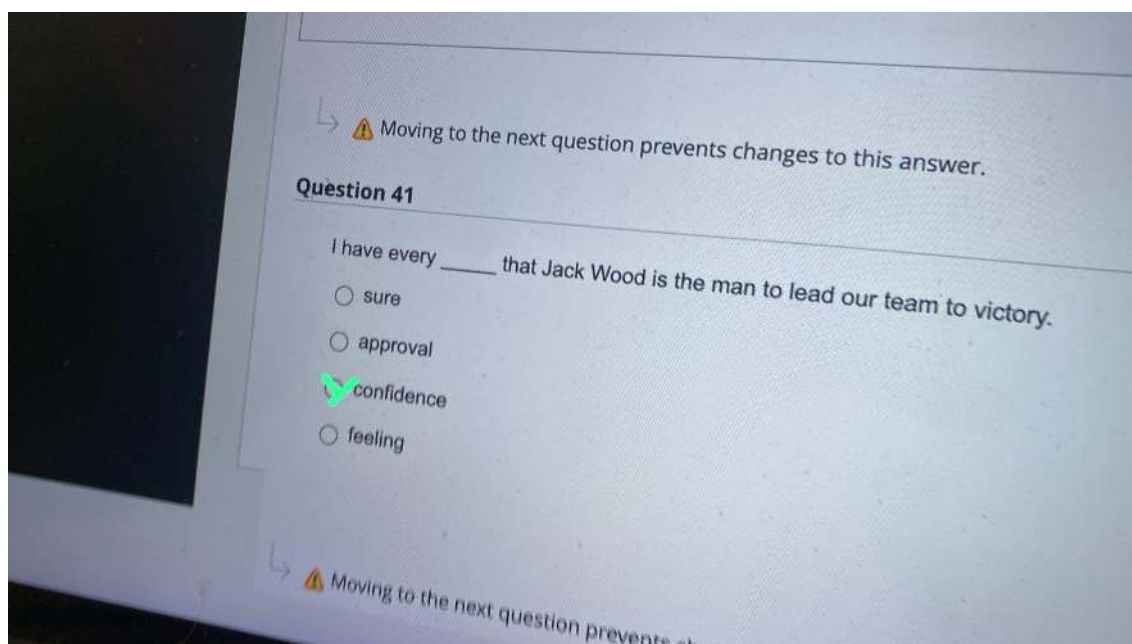 Moving to the next question prevents changes to this answer.
Question 41
I have every _____ that Jack Wood is the man to lead our team to victory.
sure
approval
confidence
feeling
Moving to the next question prevents